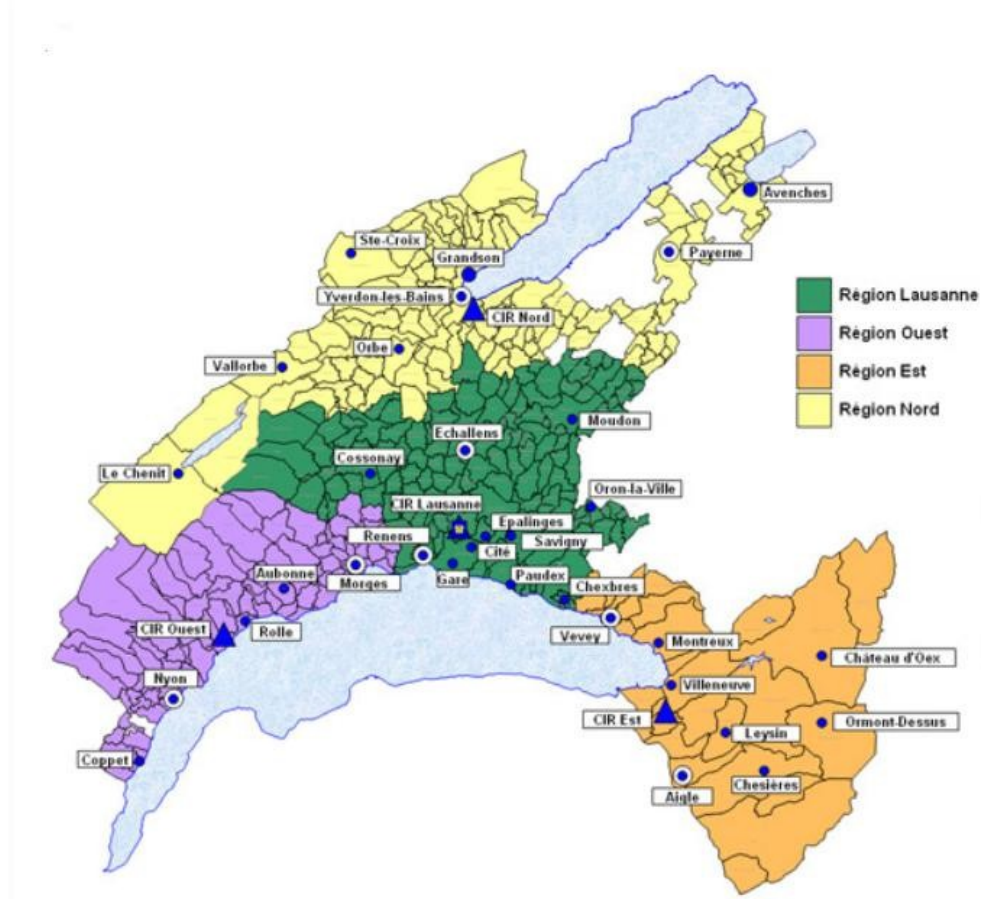 Avenches
Ste-Croix
Grandson
Payerne
Yverdon-les-Bains
CIR Nord
Région Lausanne
Région Ouest
Région Est
Région Nord
Orbe
Vallorbe
Moudon
Echallens
Cossonay
Le Chenit
Oron-la-Ville
CIR Lausanne
Epalinges
Renens
Savigny
Cité
Gare
Paudex
Morges
Aubonne
Chexbres
CIR Ouest
Rolle
Vevey
Montreux
Château d'Oex
Nyon
Villeneuve
CIR Est
Ormont-Dessus
Leysin
Coppet
Chesières
Aigle